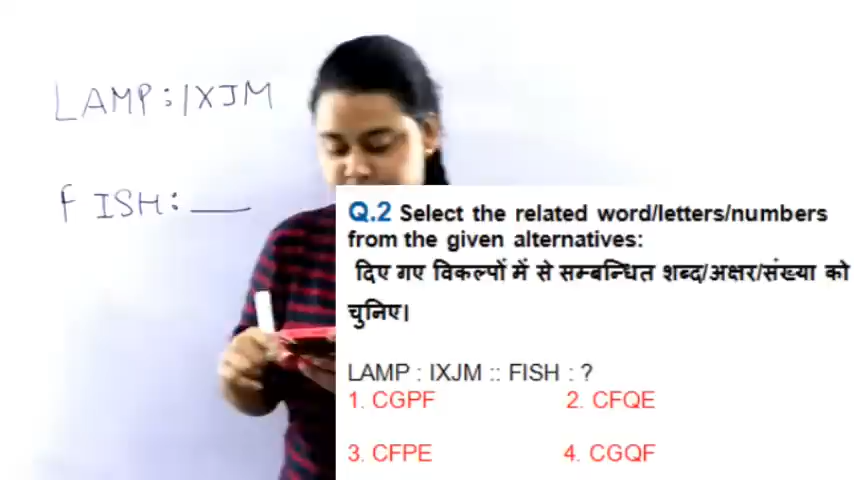 LAMP : IXJM
FISH : __
Q.2 Select the related word/letters/numbers
from the given alternatives:
दिए गए विकल्पों में से सम्बन्धित शब्द/अक्षर/संख्या को
चुनिए।
LAMP : IXJM :: FISH : ?
1. CGPF 2. CFQE
3. CFPE 4. CGQF